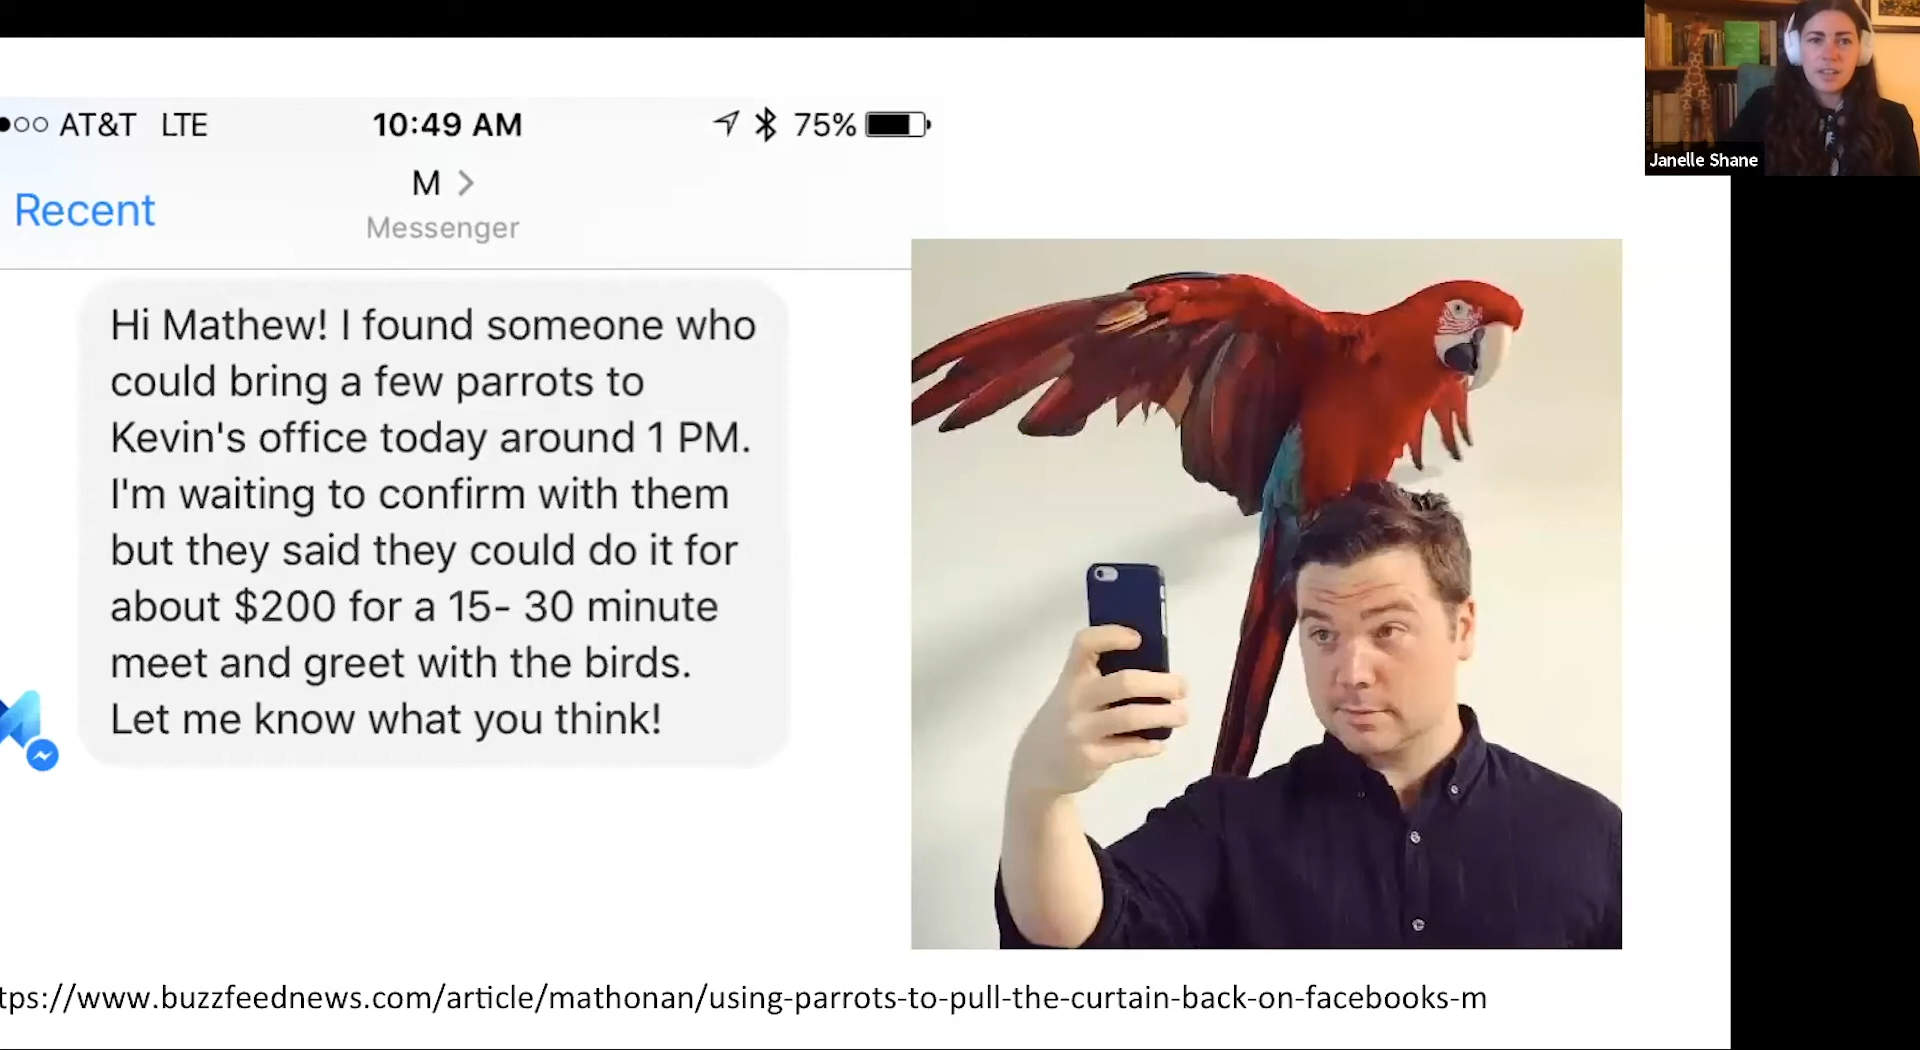 AT&T LTE 10:49 AM 75%
M >
Recent
Messenger
Hi Mathew! I found someone who
could bring a few parrots to
Kevin's office today around 1 PM.
I'm waiting to confirm with them
but they said they could do it for
about $200 for a 15- 30 minute
meet and greet with the birds.
Let me know what you think!
tps://www.buzzfeednews.com/article/mathonan/using-parrots-to-pull-the-curtain-back-on-facebooks-m
Janelle Shane